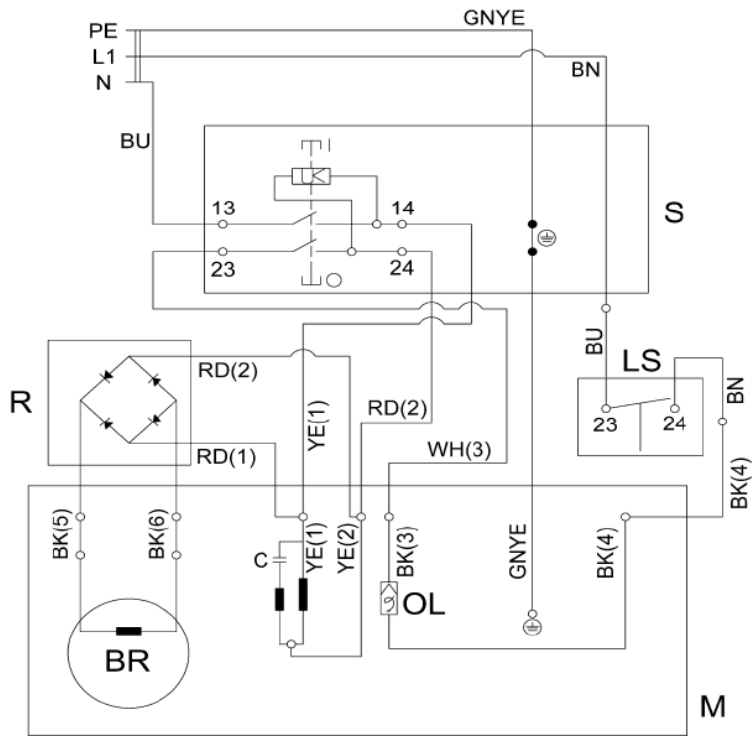 GNYE
PE
L1
BN
N
BU
I
U<
S
13
14
23
24
O
BU
LS
R
RD(2)
BN
RD(2)
23
24
YE(1)
RD(1)
WH(3)
BK(4)
BK(5)
BK(6)
YE(1)
YE(2)
BK(3)
GNYE
BK(4)
C
OL
BR
M